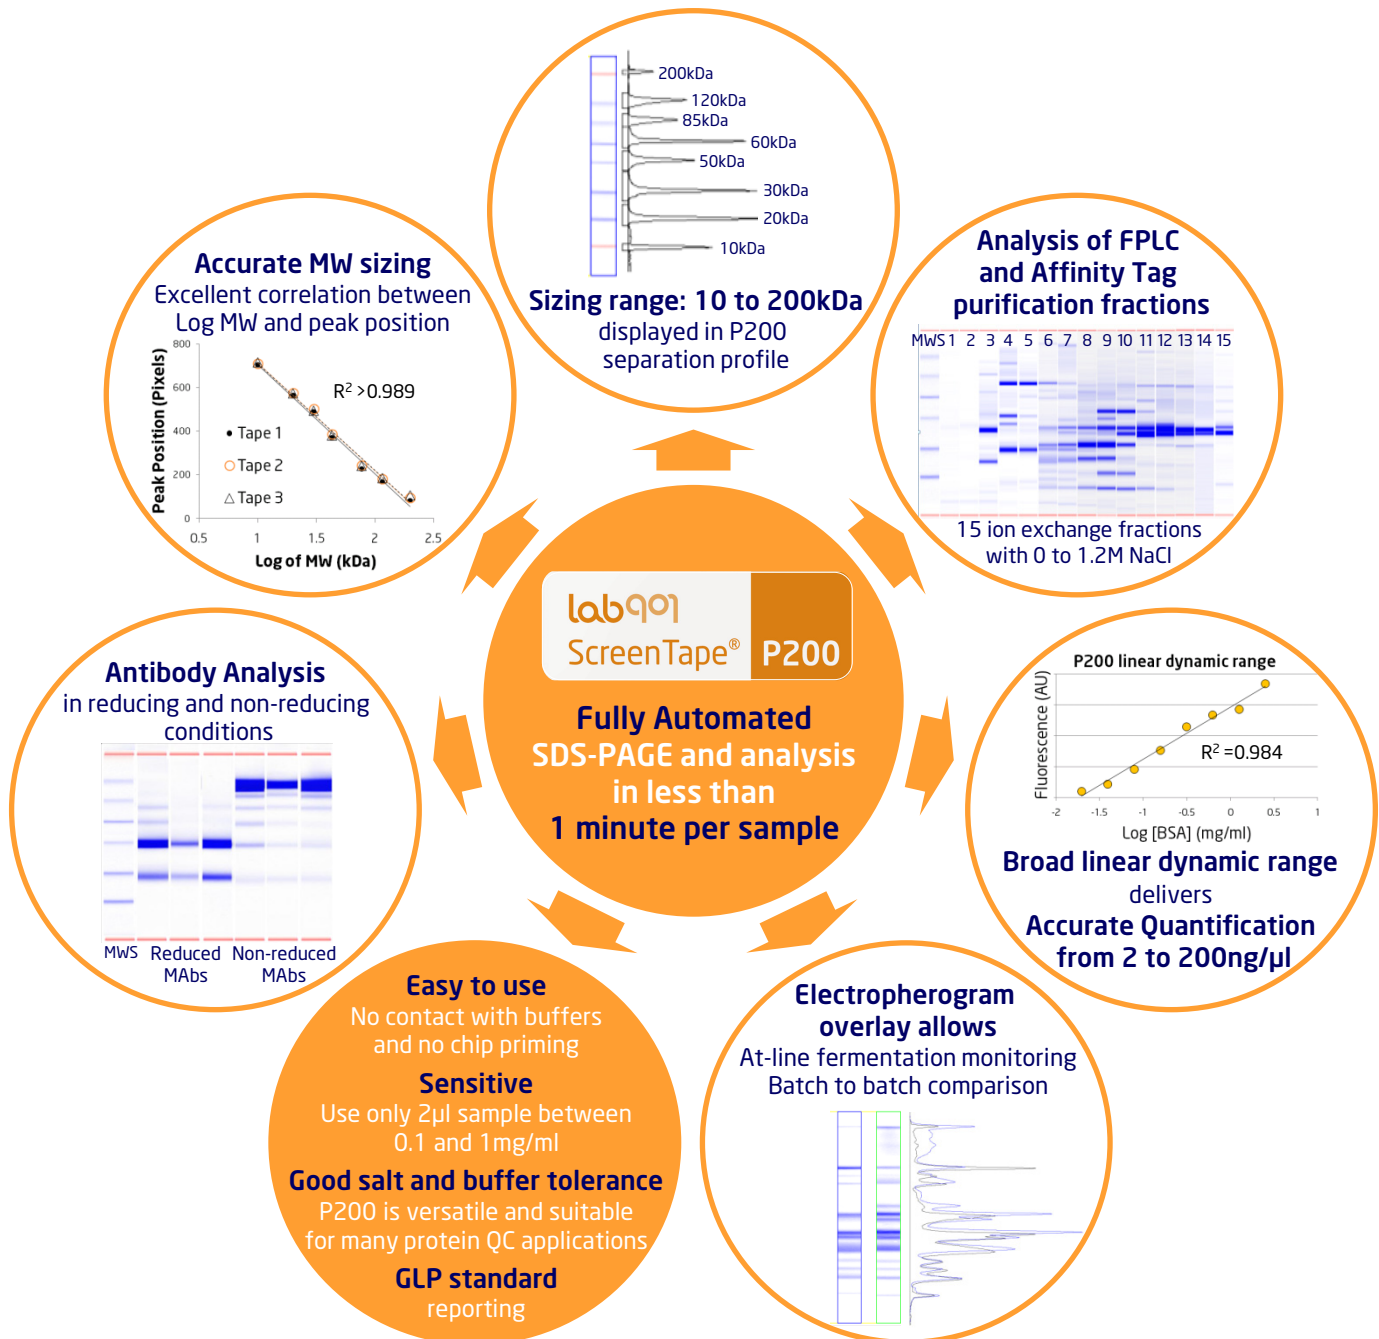 200kDa
120kDa
85kDa
60kDa
50kDa
30kDa
20kDa
10kDa
Sizing range: 10 to 200kDa
displayed in P200
separation profile
Accurate MW sizing
Excellent correlation between
Log MW and peak position
Peak Position (Pixels)
800
600
400
200
0
R² >0.989
Tape 1
Tape 2
Tape 3
0.5 1 1.5 2 2.5
Log of MW (kDa)
Analysis of FPLC
and Affinity Tag
purification fractions
MWS 1 2 3 4 5 6 7 8 9 10 11 12 13 14 15
15 ion exchange fractions
with 0 to 1.2M NaCl
lab901
ScreenTape® P200
Fully Automated
SDS-PAGE and analysis
in less than
1 minute per sample
Antibody Analysis
in reducing and non-reducing
conditions
MWS Reduced Non-reduced
MAbs MAbs
P200 linear dynamic range
Fluorescence (AU)
R² =0.984
-2 -1.5 -1 -0.5 0 0.5 1
Log [BSA] (mg/ml)
Broad linear dynamic range
delivers
Accurate Quantification
from 2 to 200ng/µl
Easy to use
No contact with buffers
and no chip priming
Sensitive
Use only 2µl sample between
0.1 and 1mg/ml
Good salt and buffer tolerance
P200 is versatile and suitable
for many protein QC applications
GLP standard
reporting
Electropherogram
overlay allows
At-line fermentation monitoring
Batch to batch comparison